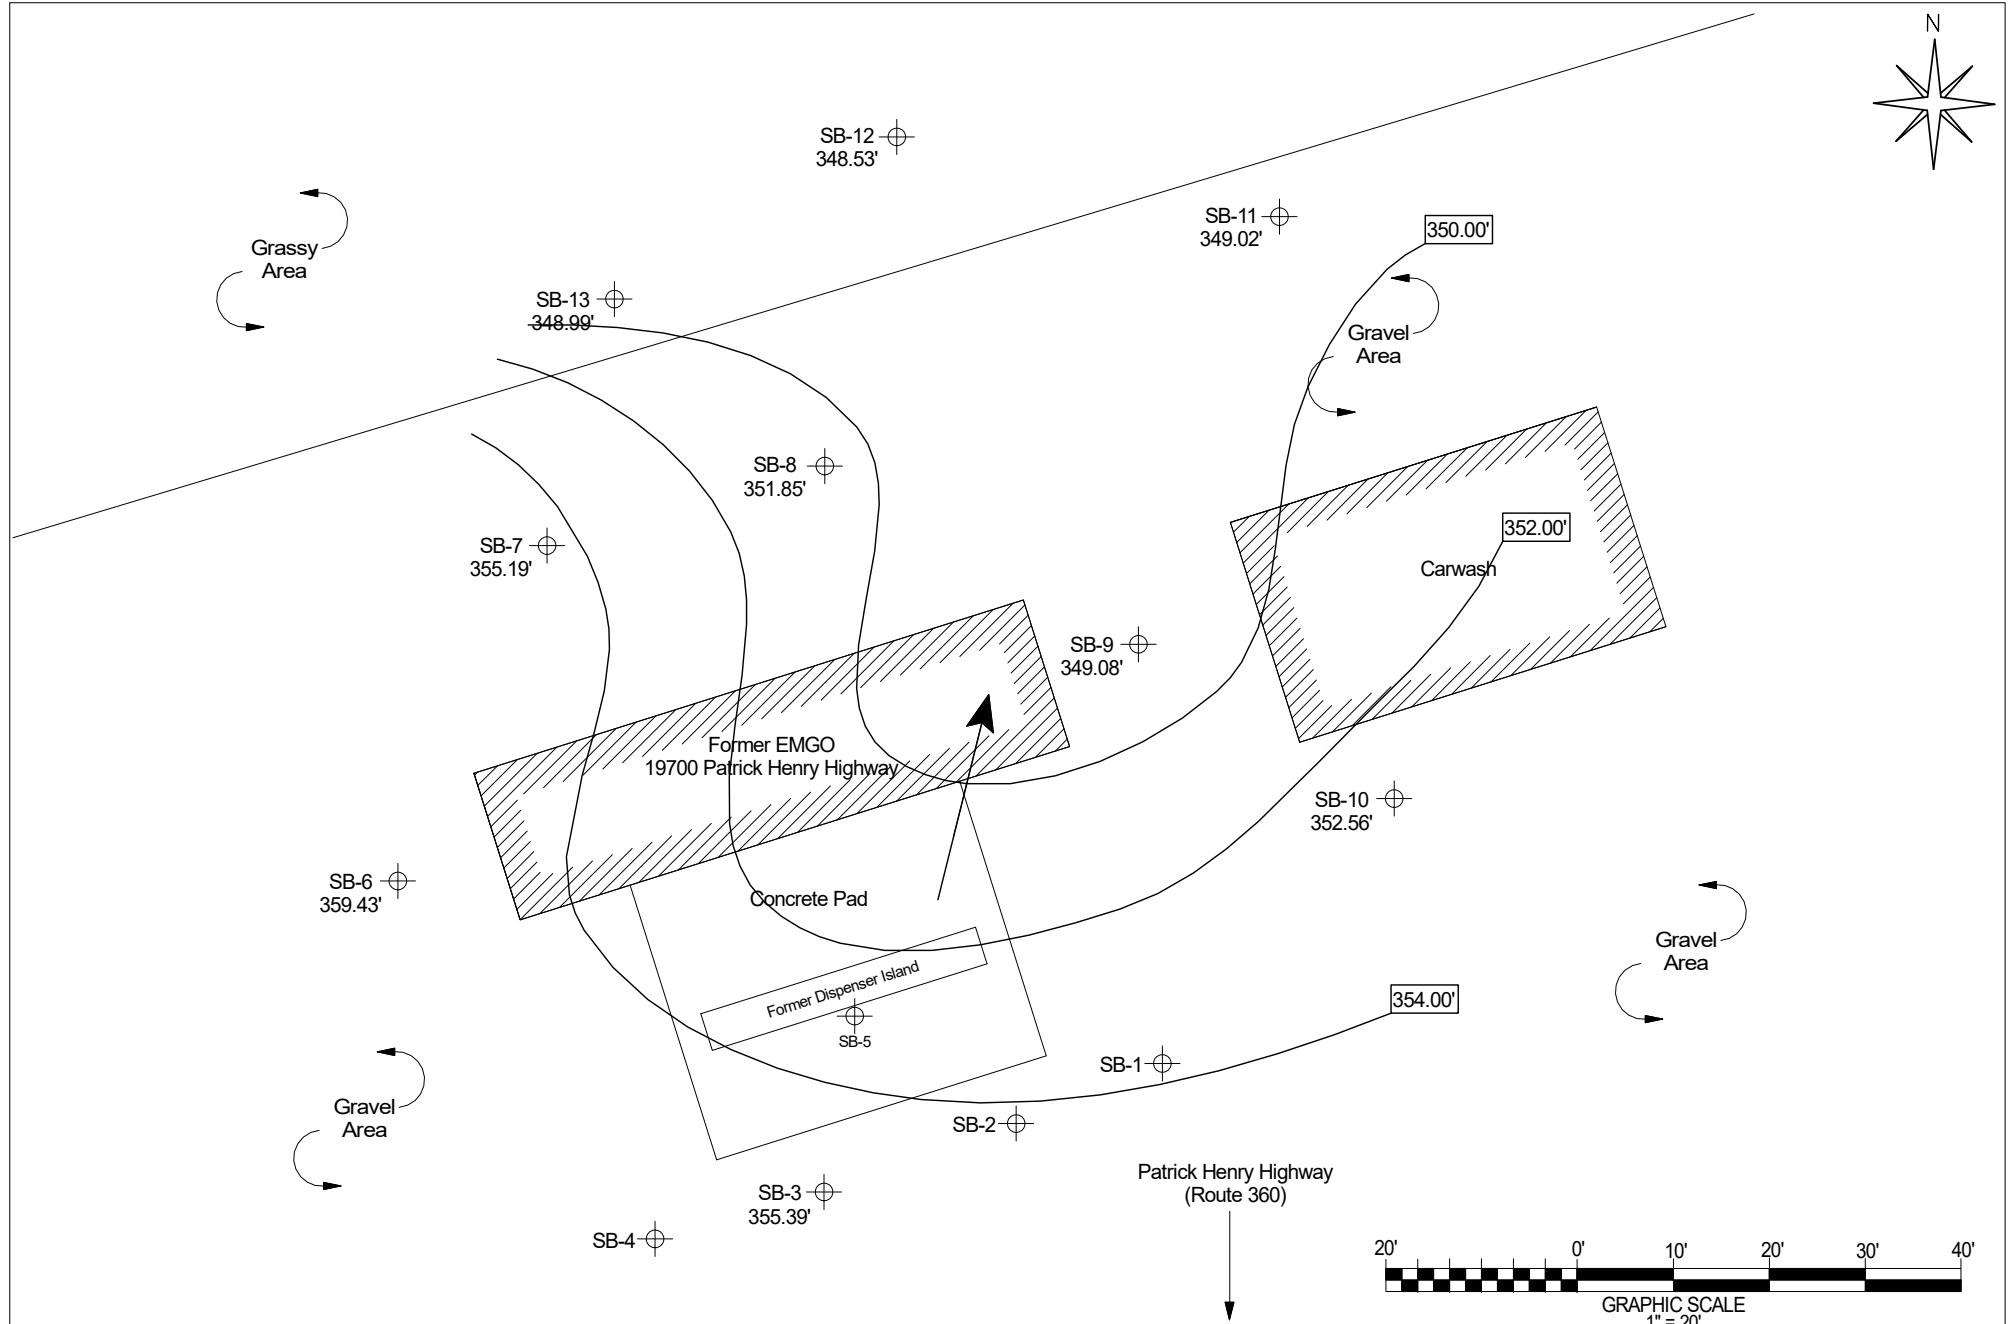 N
SB-12
348.53'
SB-11
349.02'
350.00'
Grassy
Area
SB-13
348.99'
Gravel
Area
SB-8
351.85'
352.00'
SB-7
355.19'
Carwash
SB-9
349.08'
Former EMGO
19700 Patrick Henry Highway
SB-10
352.56'
SB-6
359.43'
Concrete Pad
Gravel
Area
Former Dispenser Island
354.00'
SB-5
SB-1
Gravel
Area
SB-2
Patrick Henry Highway
(Route 360)
SB-3
355.39'
SB-4
20' 0' 10' 20' 30' 40'
GRAPHIC SCALE
1" = 20'